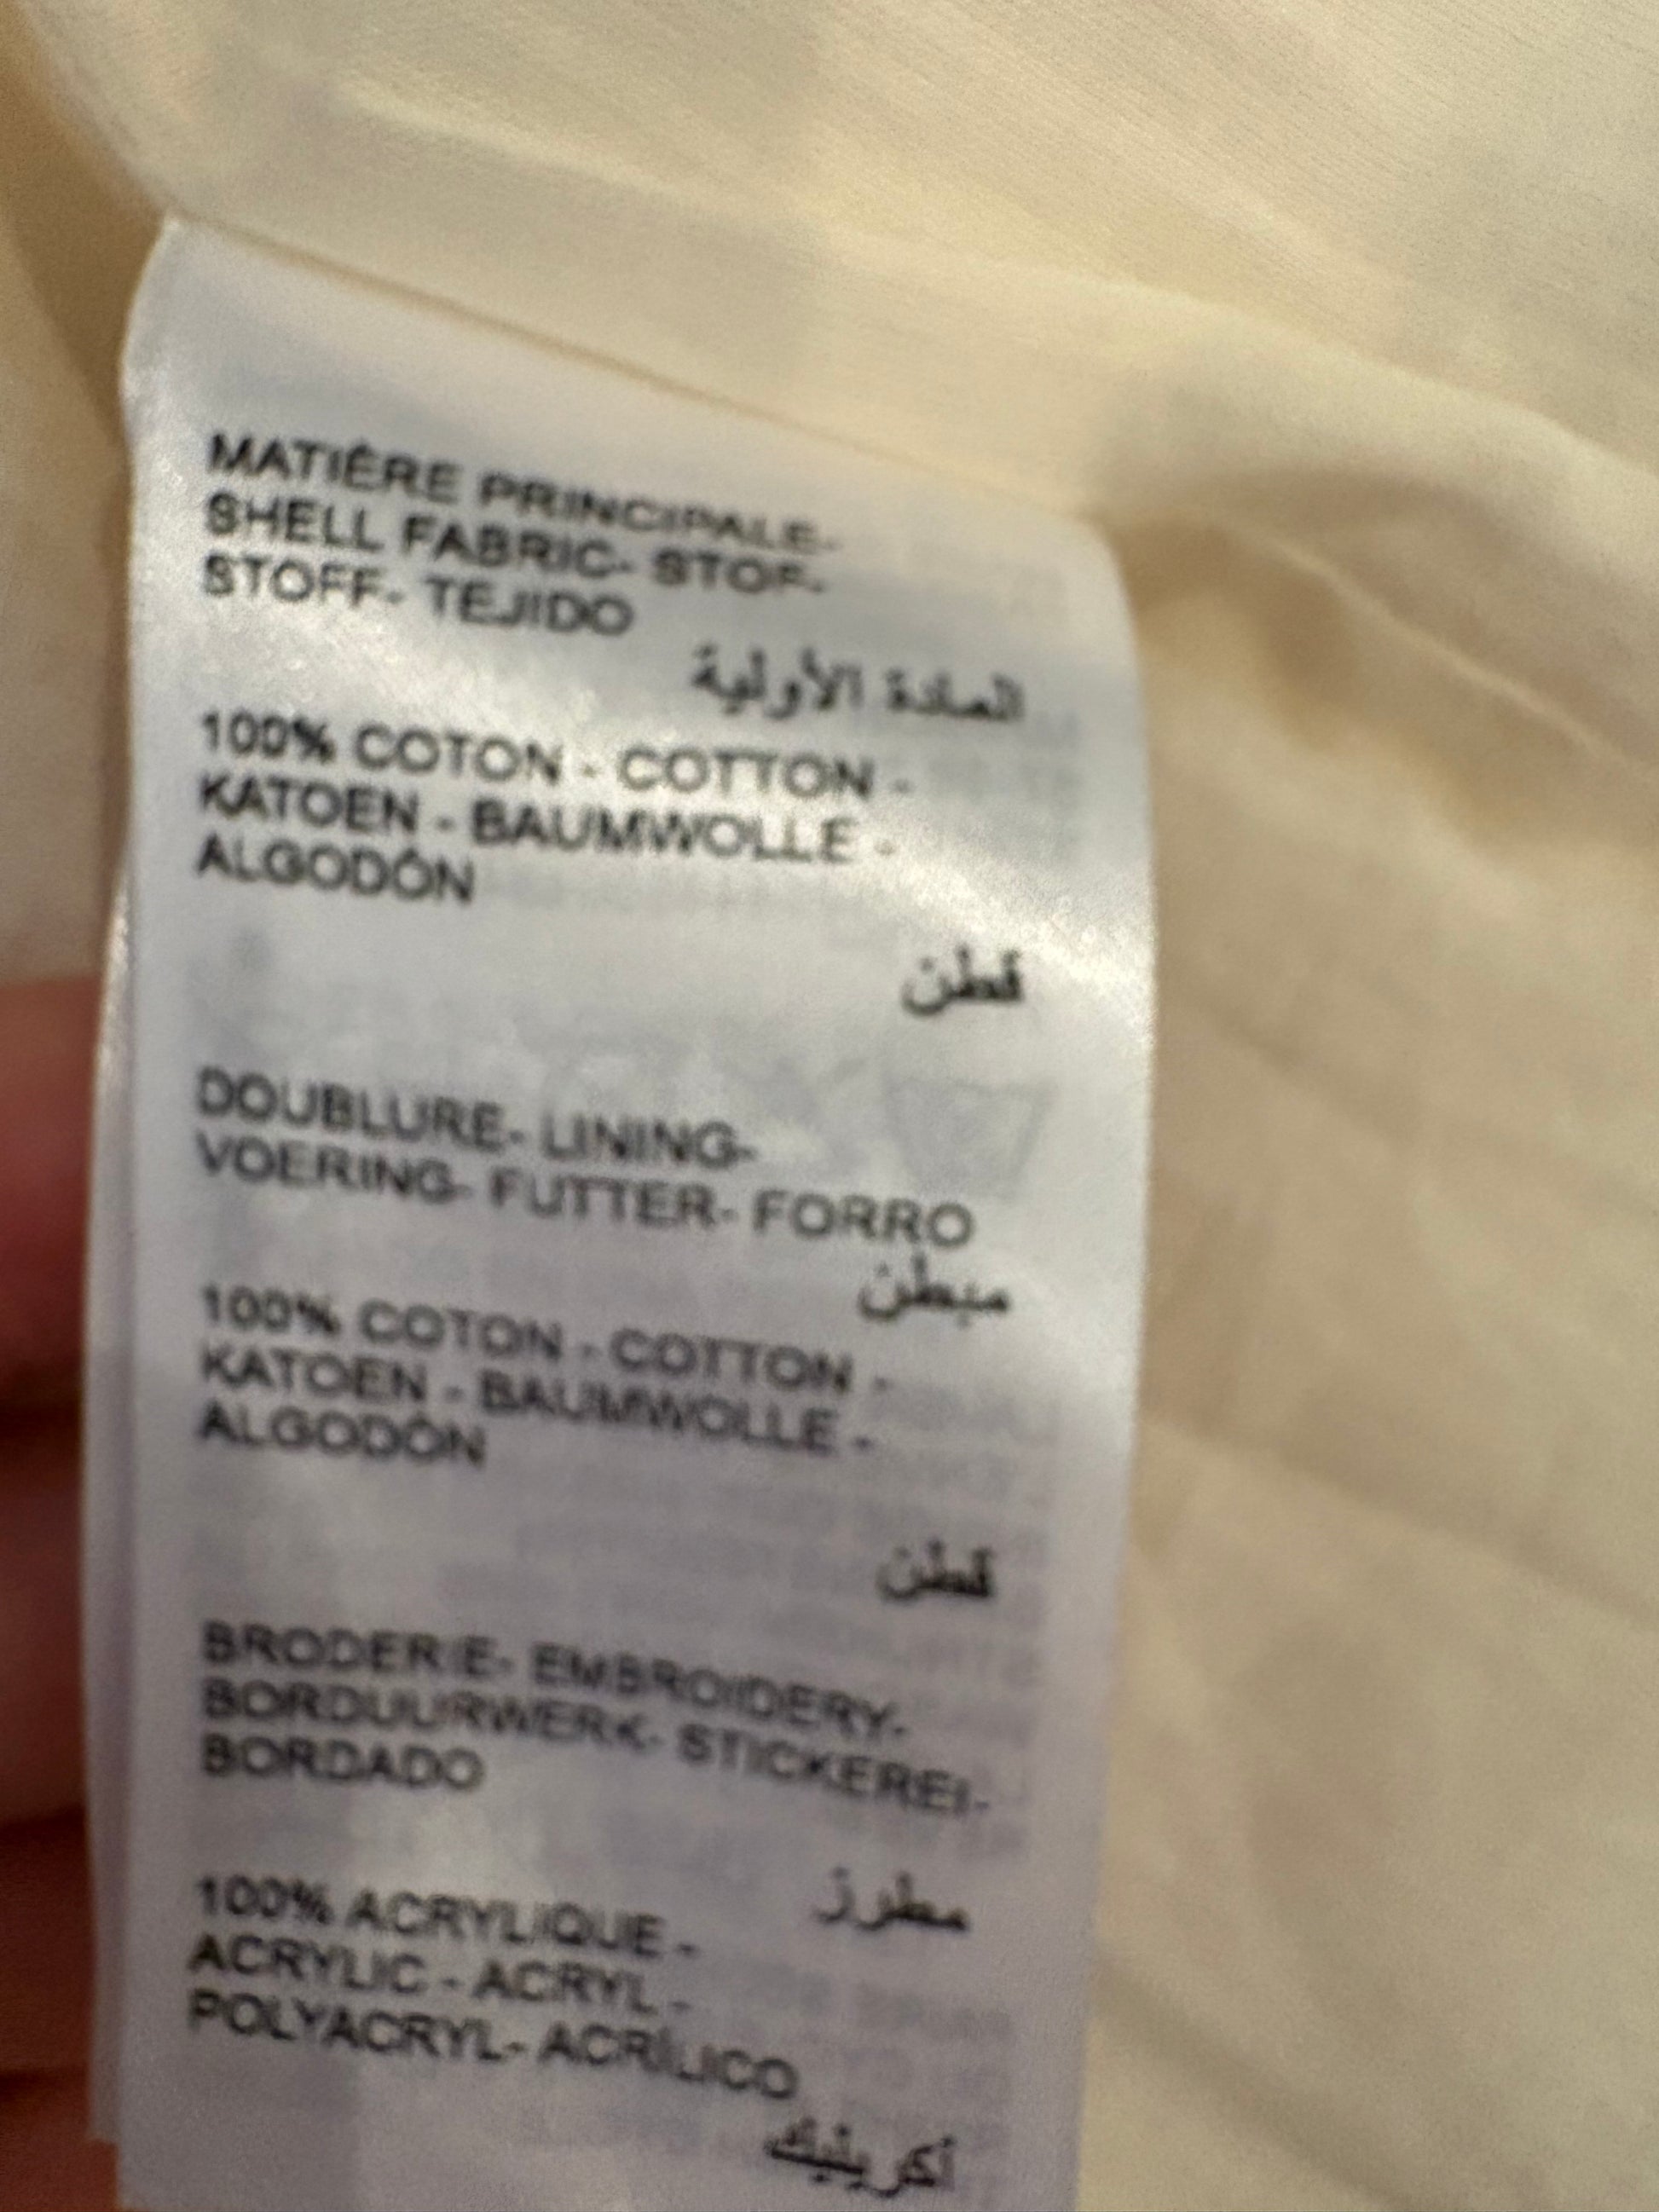 MATIÈRE PRINCIPALE-
SHELL FABRIC- STOF-
STOFF- TEJIDO
المادة الأولية
100% COTON - COTTON -
KATOEN - BAUMWOLLE -
ALGODÓN
قطن
DOUBLURE- LINING-
VOERING- FUTTER- FORRO
مبطن
100% COTON - COTTON -
KATOEN - BAUMWOLLE -
ALGODÓN
قطن
BRODERIE- EMBROIDERY-
BORDUURWERK- STICKEREI-
BORDADO
مطرز
100% ACRYLIQUE -
ACRYLIC - ACRYL -
POLYACRYL- ACRÍLICO
أكريليك